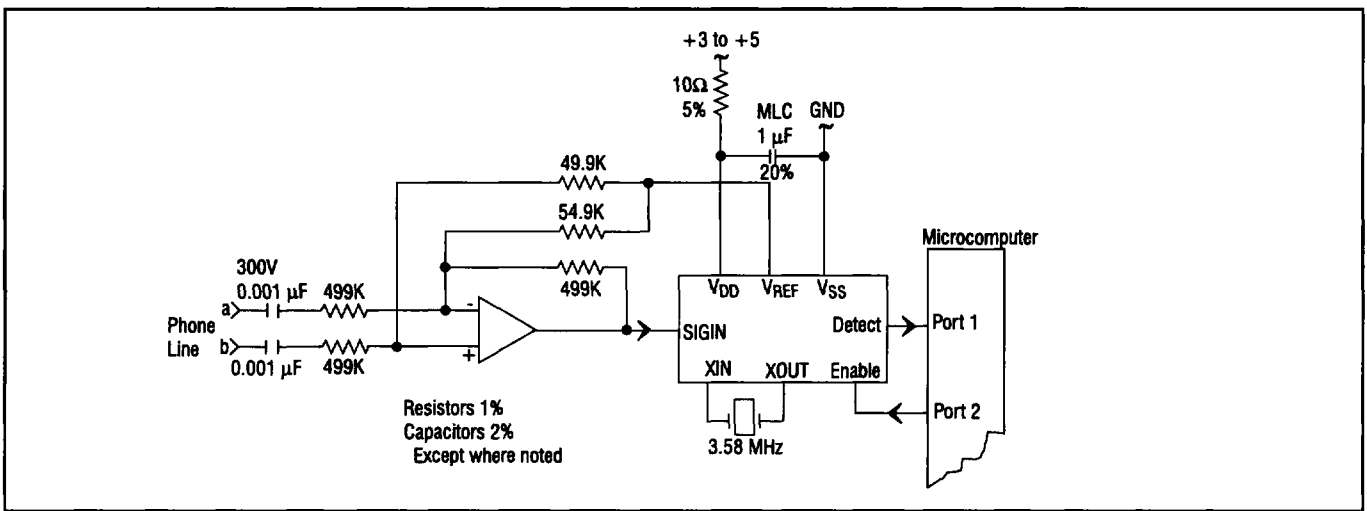 +3 to +5
10Ω
5%
MLC
1 µF
20%
GND
49.9K
54.9K
499K
300V
0.001 µF
499K
a
Phone
Line
b
0.001 µF
499K
-
+
Resistors 1%
Capacitors 2%
Except where noted
VDD
VREF
VSS
SIGIN
Detect
XIN
XOUT
Enable
3.58 MHz
Microcomputer
Port 1
Port 2